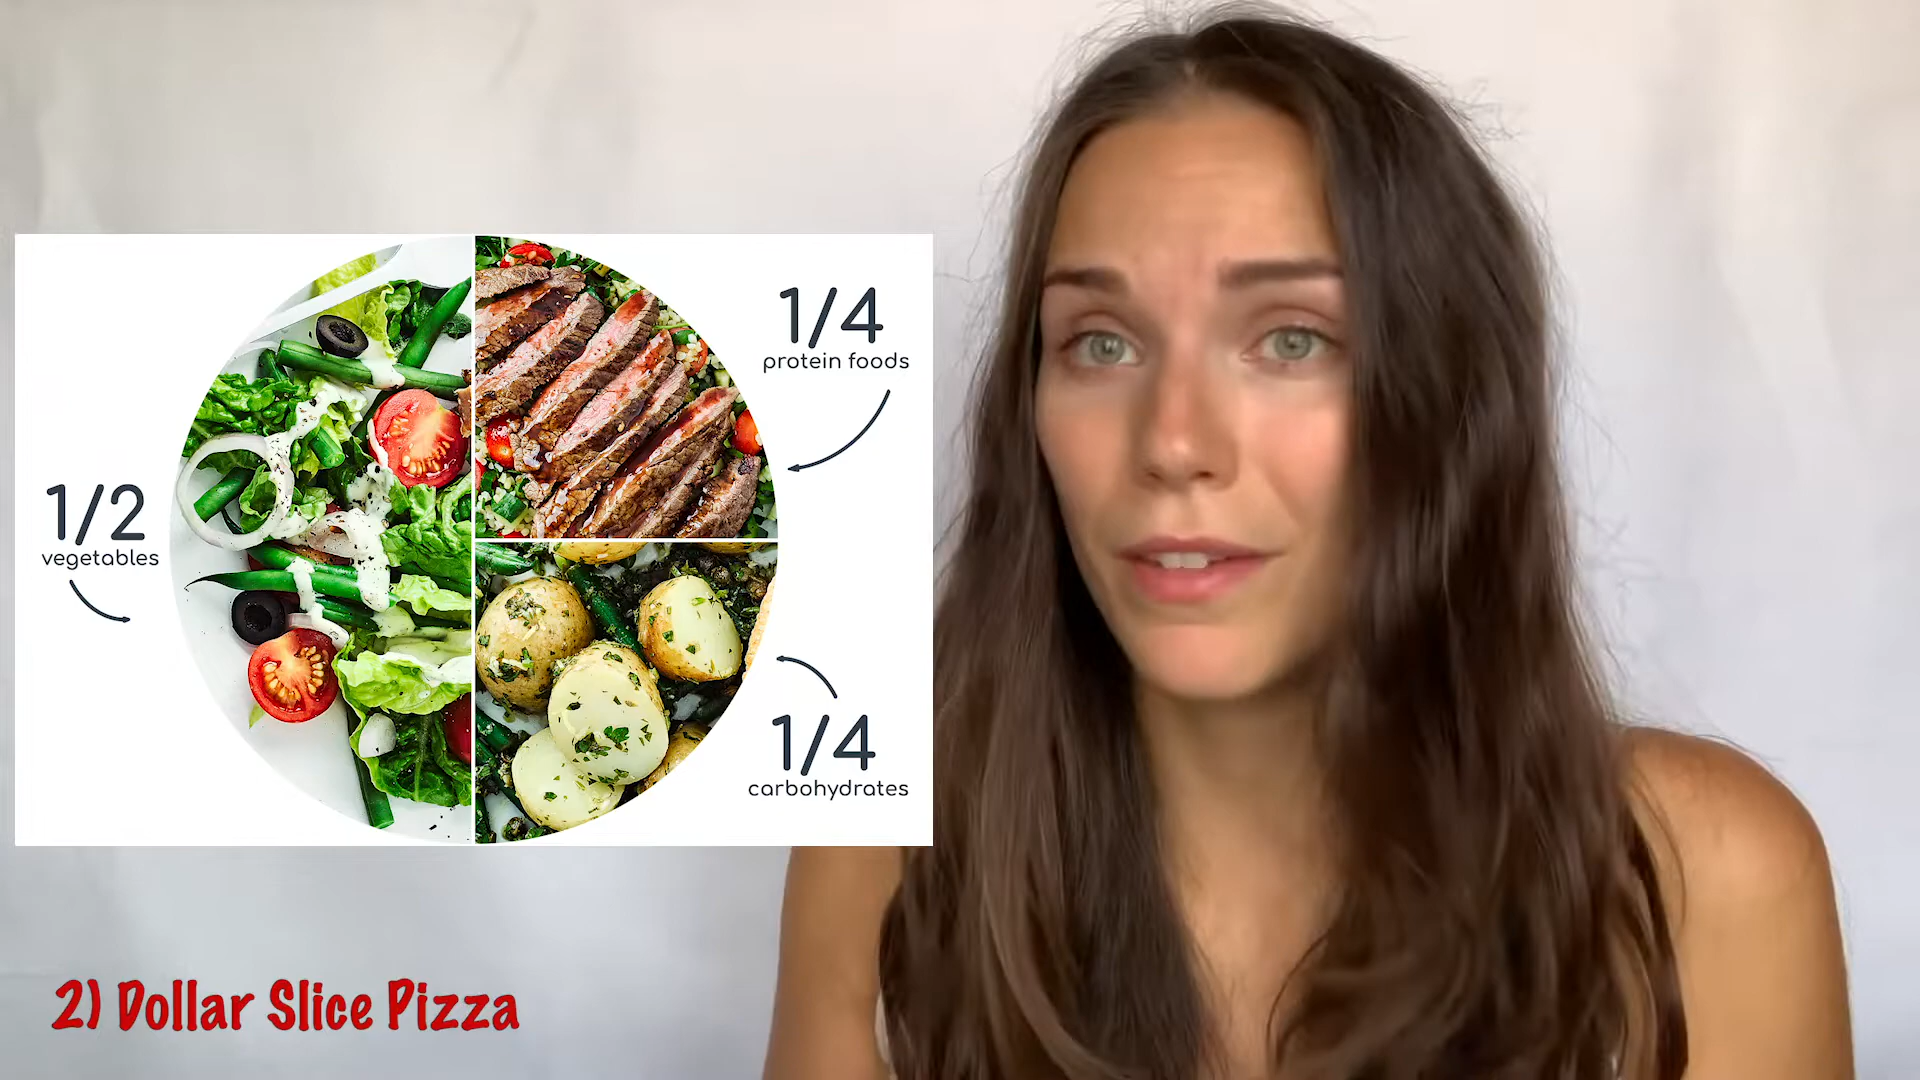 1/2
vegetables
1/4
protein foods
1/4
carbohydrates
2) Dollar Slice Pizza